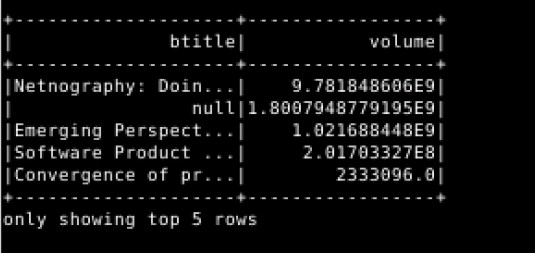 +--------------------+-----------------+
|              btitle|           volume|
+--------------------+-----------------+
|Netnography: Doin...|    9.781848606E9|
|                null|1.8007948779195E9|
|Emerging Perspect...|    1.021688448E9|
|Software Product ...|     2.01703327E8|
|Convergence of pr...|        2333096.0|
+--------------------+-----------------+
only showing top 5 rows